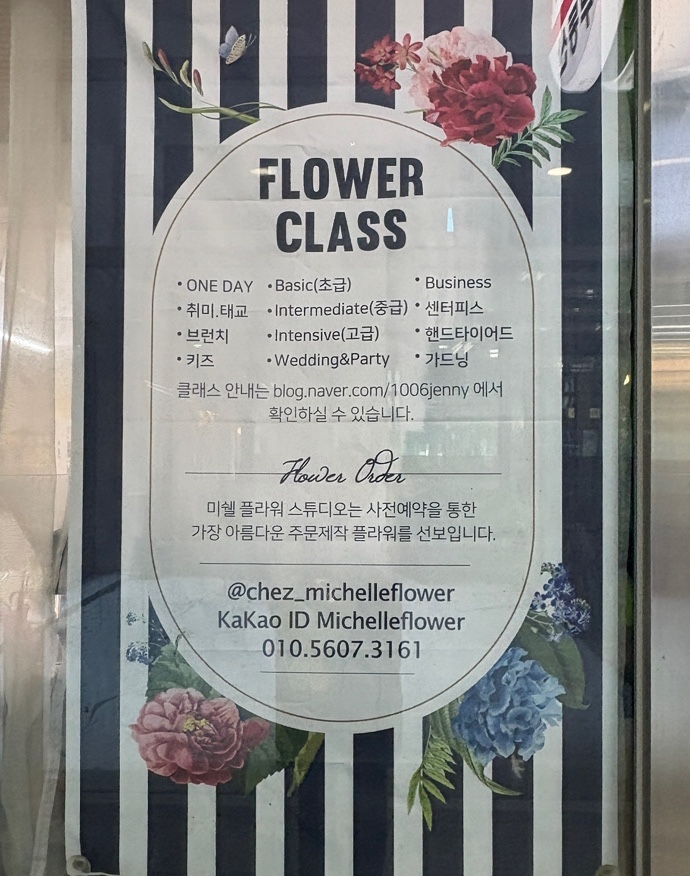 FLOWER
CLASS
• ONE DAY • Basic(초급) • Business
• 취미.태교 • Intermediate(중급) • 센터피스
• 브런치 • Intensive(고급) • 핸드타이어드
• 키즈 • Wedding&Party • 가드닝
클래스 안내는 blog.naver.com/1006jenny 에서
확인하실 수 있습니다.
Flower Order
미쉘 플라워 스튜디오는 사전예약을 통한
가장 아름다운 주문제작 플라워를 선보입니다.
@chez_michelleflower
KaKao ID Michelleflower
010.5607.3161